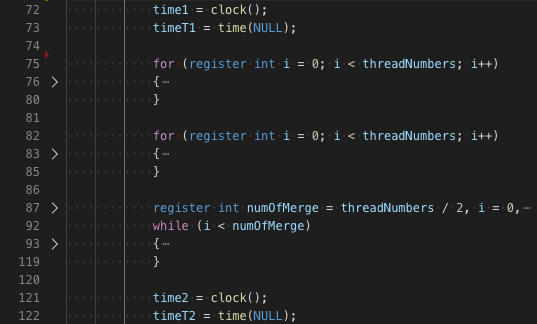 72 time1 = clock();
73 timeT1 = time(NULL);
74
75 for (register int i = 0; i < threadNumbers; i++)
76 {…
80 }
81
82 for (register int i = 0; i < threadNumbers; i++)
83 {…
85 }
86
87 register int numOfMerge = threadNumbers / 2, i = 0,…
92 while (i < numOfMerge)
93 {…
119 }
120
121 time2 = clock();
122 timeT2 = time(NULL);